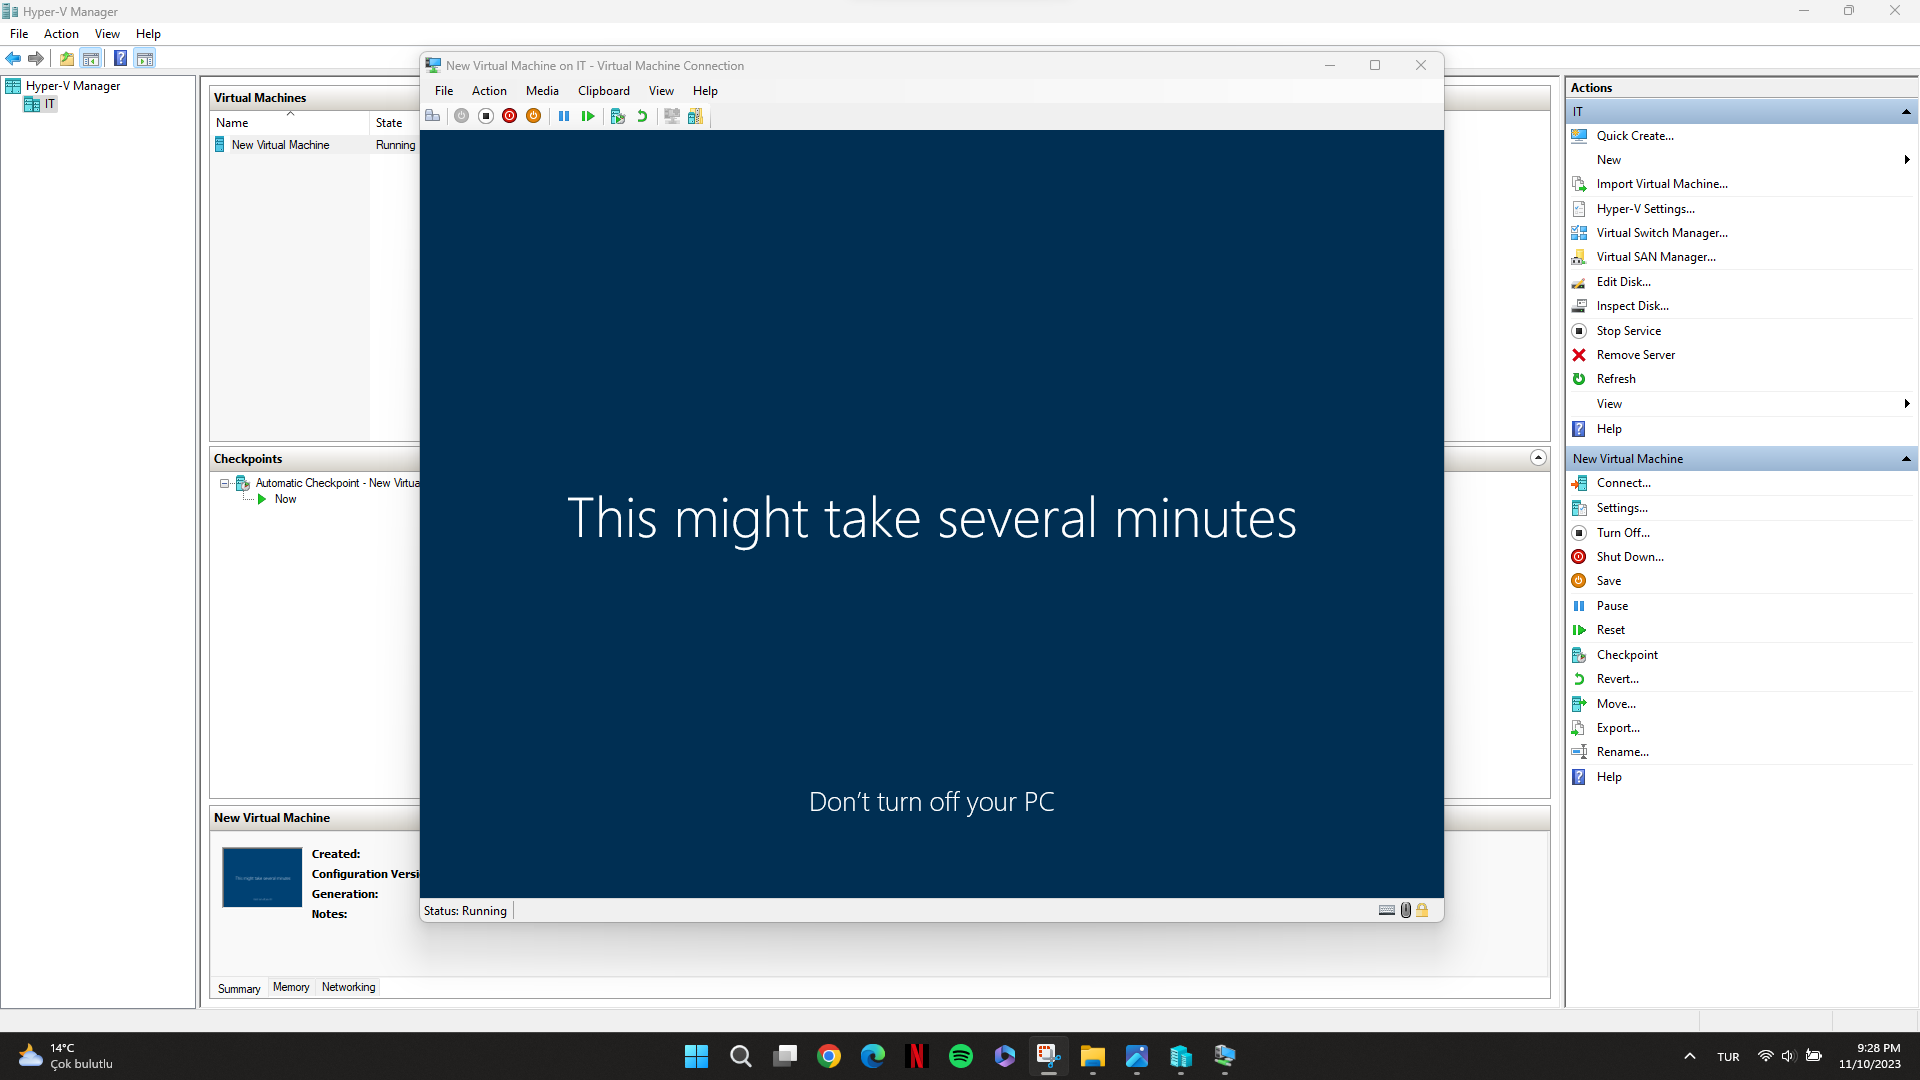 Hyper-V Manager
File Action View Help
Hyper-V Manager
IT
Virtual Machines
Name State
New Virtual Machine Running
Checkpoints
Automatic Checkpoint - New Virtua
Now
New Virtual Machine
This might take several minutes
Created:
Configuration Versi
Generation:
Notes:
Summary Memory Networking
New Virtual Machine on IT - Virtual Machine Connection
File Action Media Clipboard View Help
This might take several minutes
Don't turn off your PC
Status: Running
Actions
IT
Quick Create...
New
Import Virtual Machine...
Hyper-V Settings...
Virtual Switch Manager...
Virtual SAN Manager...
Edit Disk...
Inspect Disk...
Stop Service
Remove Server
Refresh
View
Help
New Virtual Machine
Connect...
Settings...
Turn Off...
Shut Down...
Save
Pause
Reset
Checkpoint
Revert...
Move...
Export...
Rename...
Help
14°C
Çok bulutlu
TUR
9:28 PM
11/10/2023